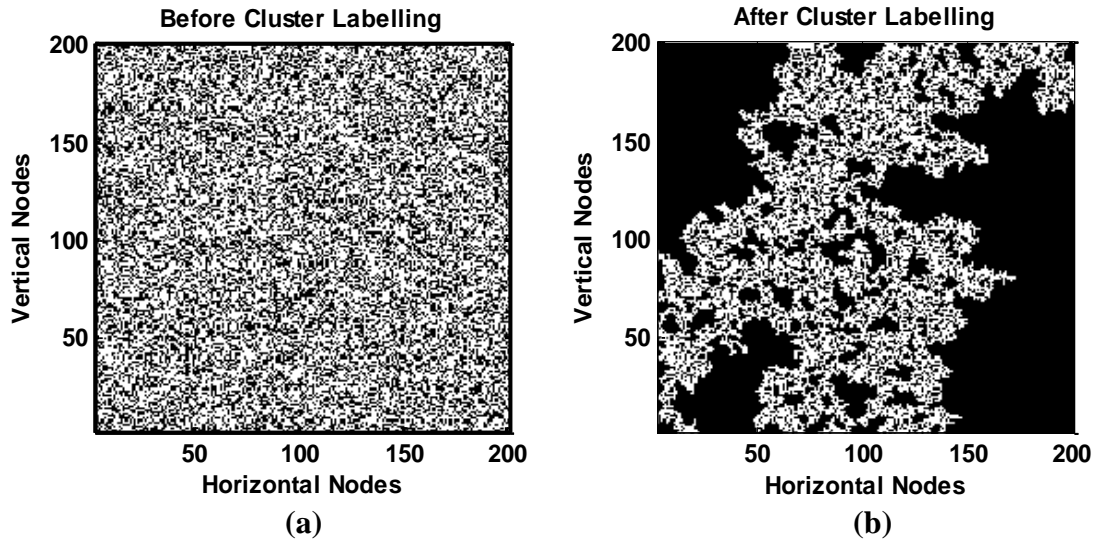 Before Cluster Labelling
200
150
100
50
Vertical Nodes
50 100 150 200
Horizontal Nodes
(a)
After Cluster Labelling
200
150
100
50
Vertical Nodes
50 100 150 200
Horizontal Nodes
(b)